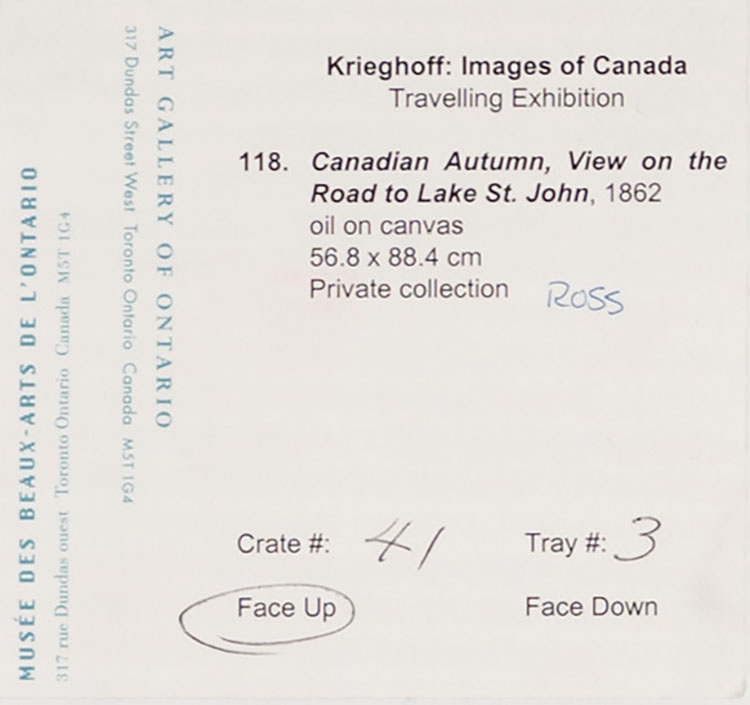 MUSÉE DES BEAUX-ARTS DE L'ONTARIO
317 rue Dundas ouest Toronto Ontario Canada M5T 1G4
317 Dundas Street West Toronto Ontario Canada M5T 1G4
ART GALLERY OF ONTARIO
Krieghoff: Images of Canada
Travelling Exhibition
118. Canadian Autumn, View on the
Road to Lake St. John, 1862
oil on canvas
56.8 x 88.4 cm
Private collection ROSS
Crate #: 41 Tray #: 3
Face Up Face Down